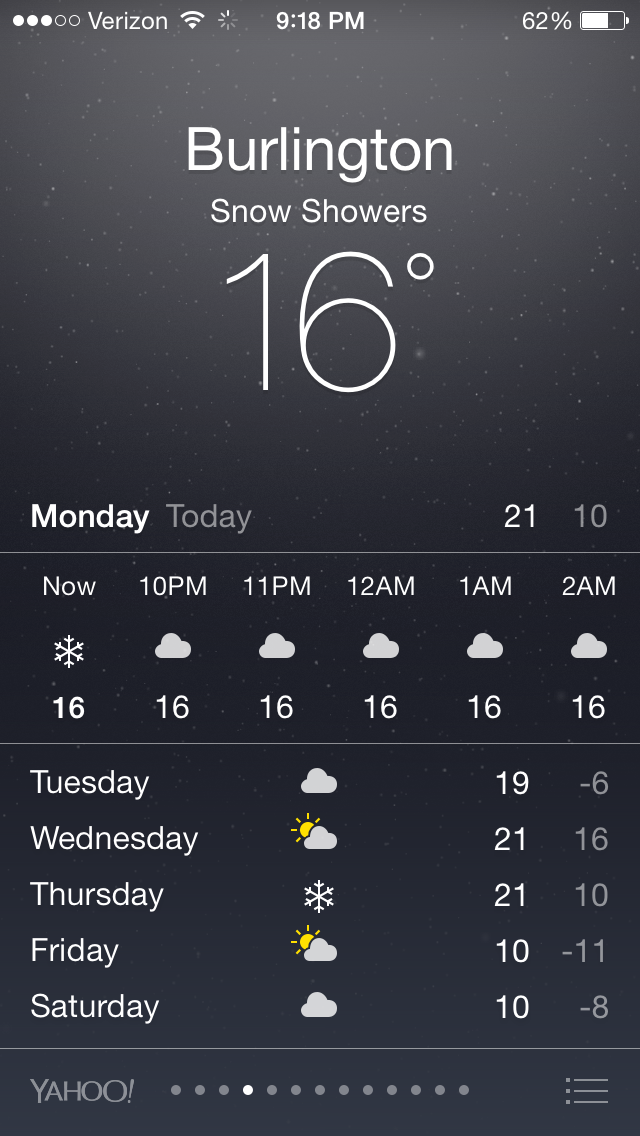 Verizon 9:18 PM 62%
Burlington
Snow Showers
16°
Monday Today 21 10
Now 10PM 11PM 12AM 1AM 2AM
16 16 16 16 16 16
Tuesday 19 -6
Wednesday 21 16
Thursday 21 10
Friday 10 -11
Saturday 10 -8
YAHOO!